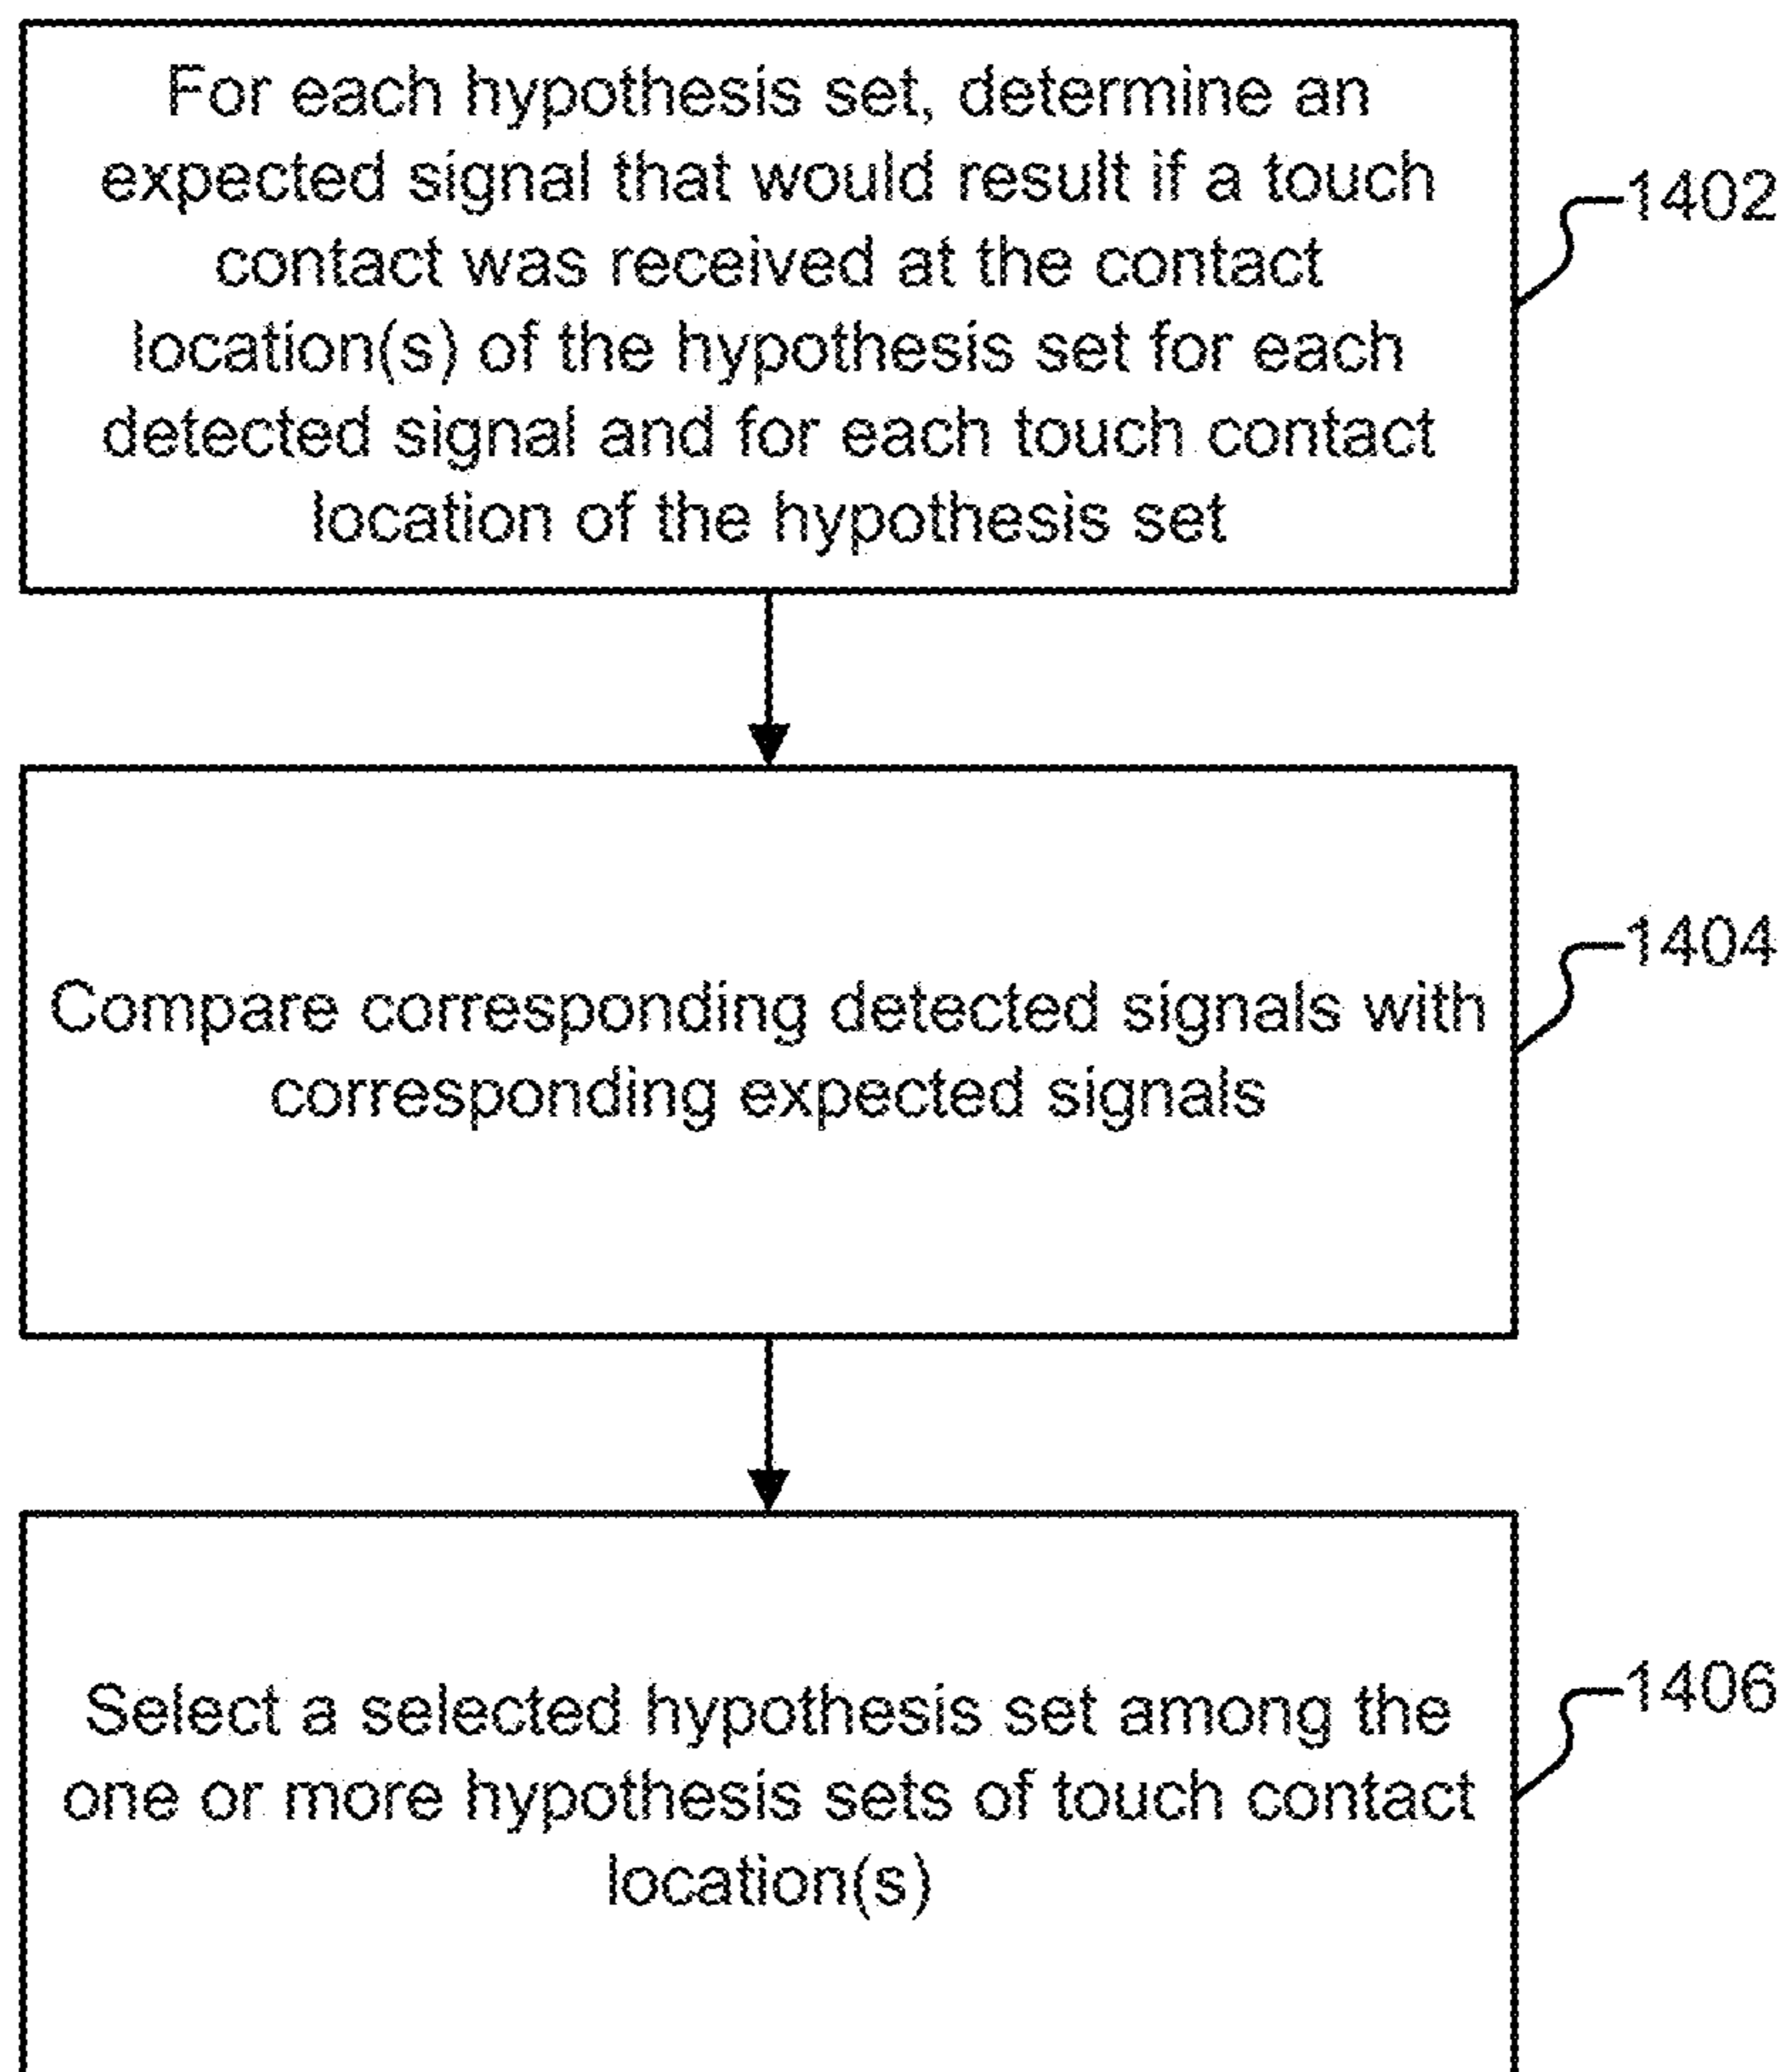 For each hypothesis set, determine an
expected signal that would result if a touch
contact was received at the contact
location(s) of the hypothesis set for each
detected signal and for each touch contact
location of the hypothesis set
1402
Compare corresponding detected signals with
corresponding expected signals
1404
Select a selected hypothesis set among the
one or more hypothesis sets of touch contact
location(s)
1406